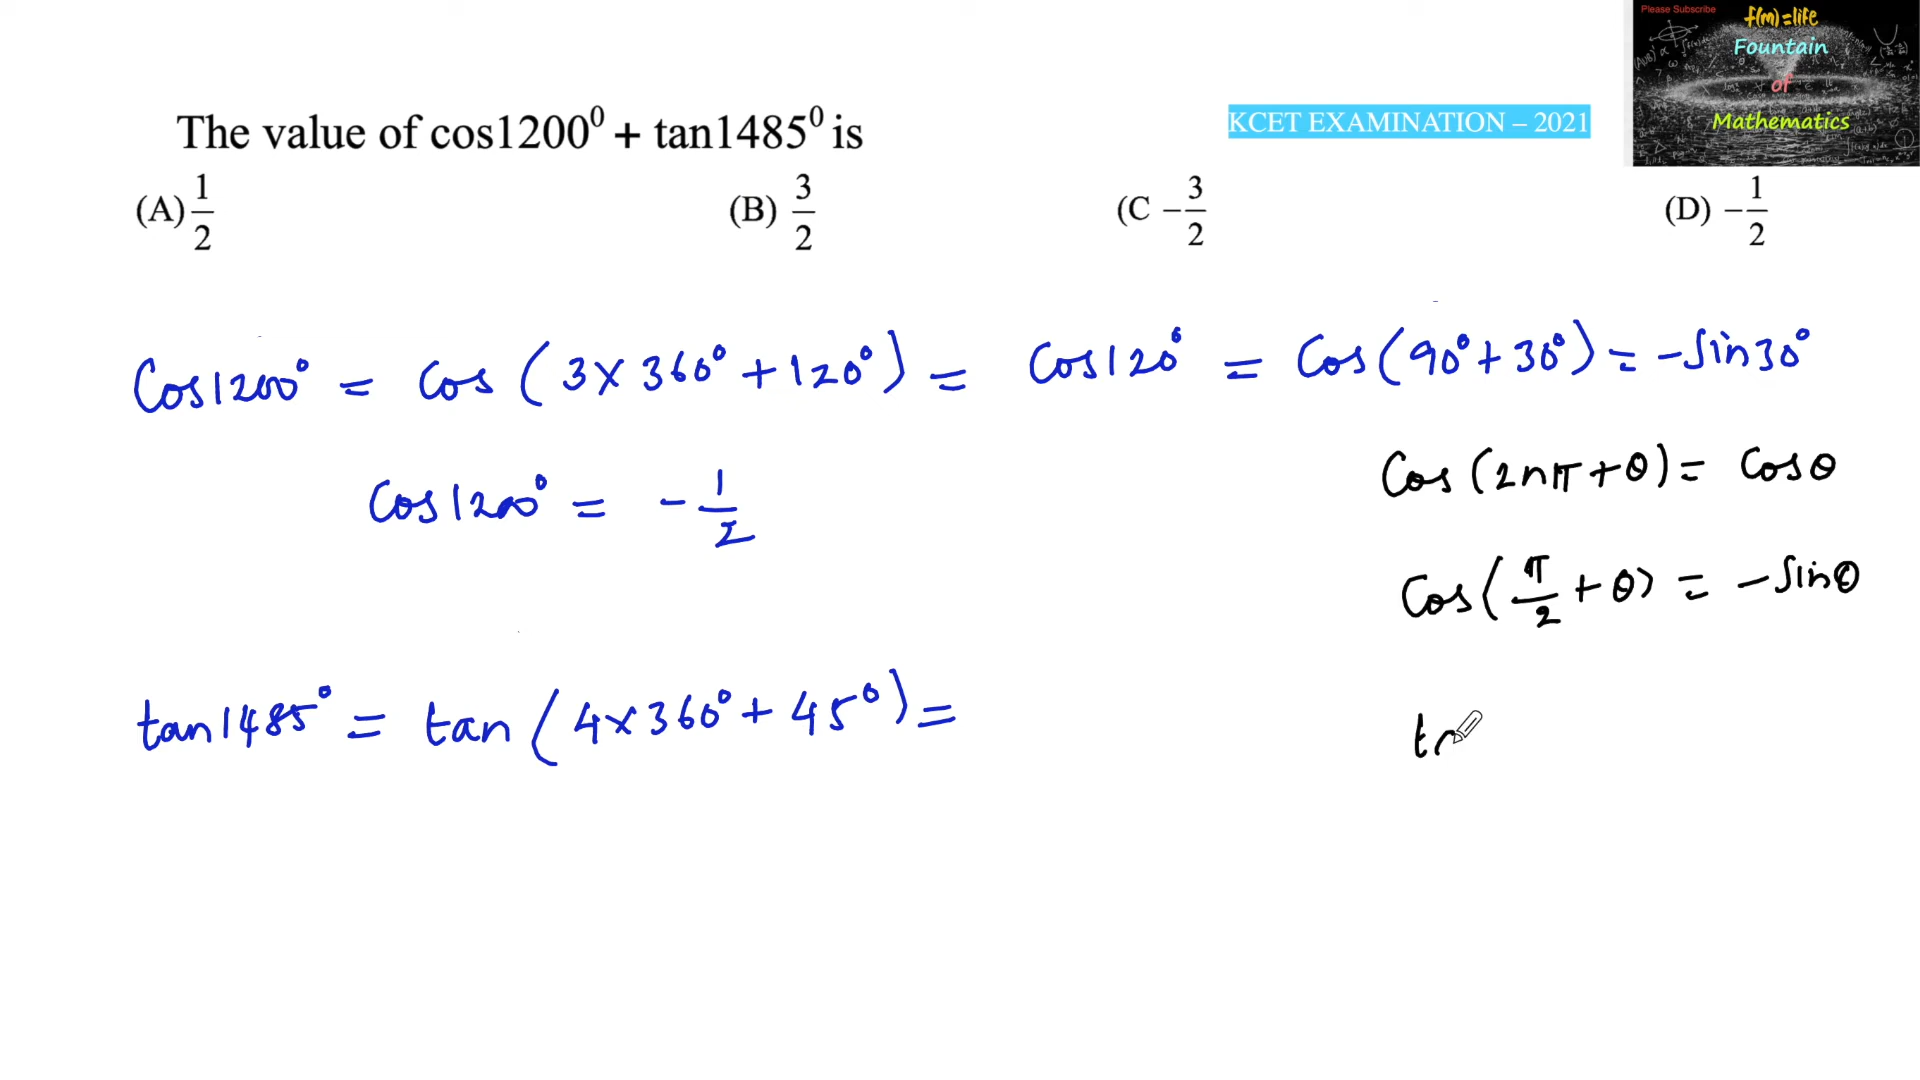 Please Subscribe
f(m)=life
Fountain
of
Mathematics
The value of cos1200⁰ + tan1485⁰ is
KCET EXAMINATION – 2021
(A) 1/2 (B) 3/2 (C −3/2 (D) −1/2
Cos1200° = Cos (3×360°+120°) = Cos120° = Cos(90°+30°) = −Sin30°
Cos(2nπ+θ) = Cosθ
Cos1200° = −1/2
Cos(π/2+θ) = −Sinθ
tan1485° = tan (4×360°+45°) =